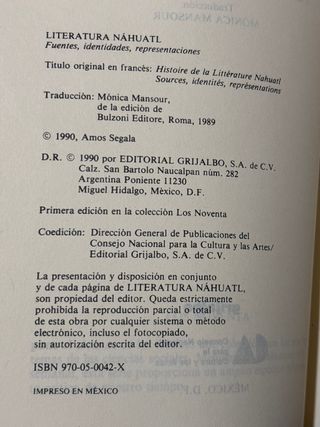 Traducción
MÓNICA MANSOUR
LITERATURA NÁHUATL
Fuentes, identidades, representaciones
Título original en francés: Histoire de la Littérature Nahuatl
Sources, identités, représentations
Traducción: Mónica Mansour,
de la edición de
Bulzoni Editore, Roma, 1989
© 1990, Amos Segala
D.R. © 1990 por EDITORIAL GRIJALBO, S.A. de C.V.
Calz. San Bartolo Naucalpan núm. 282
Argentina Poniente 11230
Miguel Hidalgo, México, D.F.
Primera edición en la colección Los Noventa
Coedición: Dirección General de Publicaciones del
Consejo Nacional para la Cultura y las Artes/
Editorial Grijalbo, S.A. de C.V.
La presentación y disposición en conjunto
y de cada página de LITERATURA NÁHUATL,
son propiedad del editor. Queda estrictamente
prohibida la reproducción parcial o total
de esta obra por cualquier sistema o método
electrónico, incluso el fotocopiado,
sin autorización escrita del editor.
ISBN 970-05-0042-X
IMPRESO EN MÉXICO
MÉXICO, D.F.